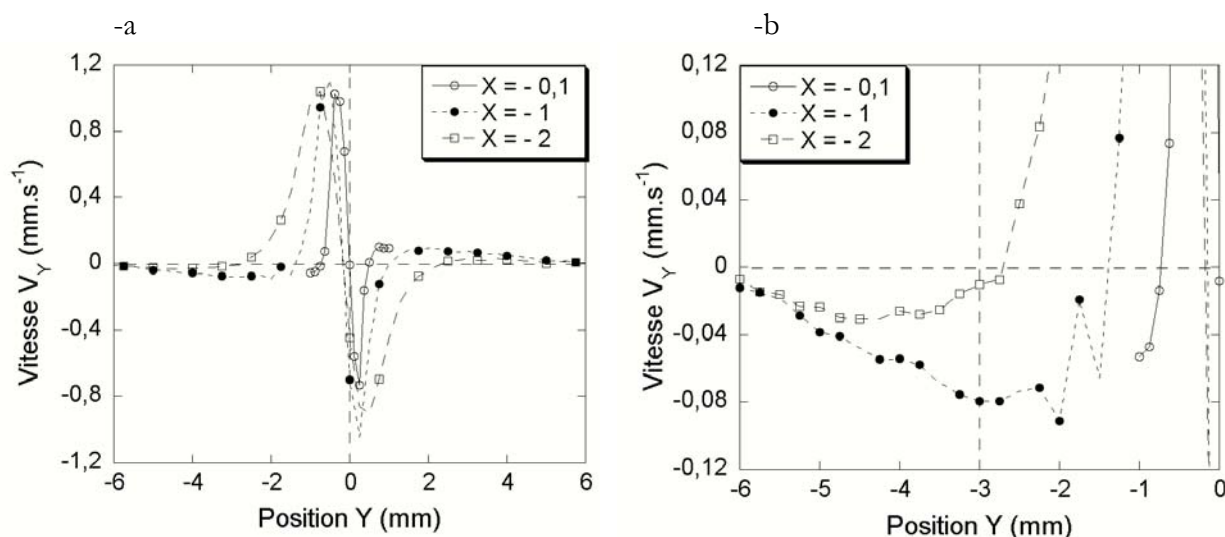 -a
1,2
0,8
0,4
0
-0,4
-0,8
-1,2
-6 -4 -2 0 2 4 6
Vitesse V_Y (mm.s⁻¹)
Position Y (mm)
X = - 0,1
X = - 1
X = - 2
-b
0,12
0,08
0,04
0
-0,04
-0,08
-0,12
-6 -5 -4 -3 -2 -1 0
Vitesse V_Y (mm.s⁻¹)
Position Y (mm)
X = - 0,1
X = - 1
X = - 2